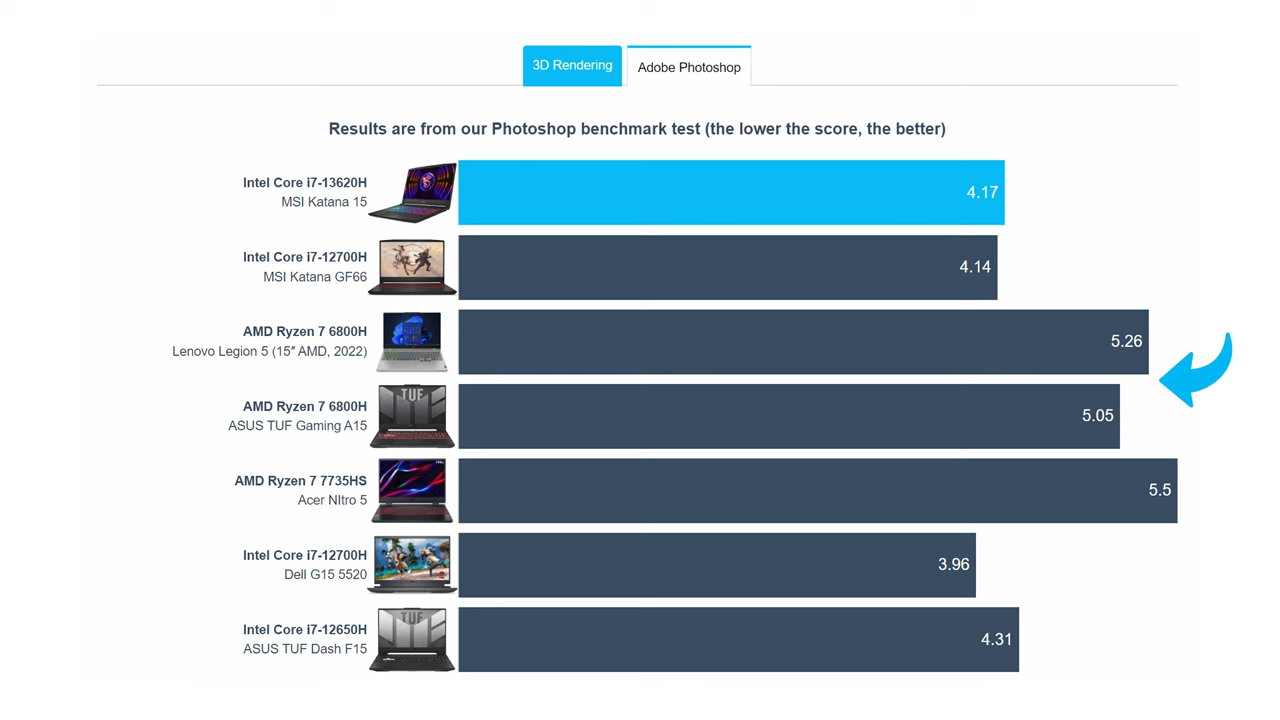 3D Rendering
Adobe Photoshop
Results are from our Photoshop benchmark test (the lower the score, the better)
Intel Core i7-13620H
MSI Katana 15
4.17
Intel Core i7-12700H
MSI Katana GF66
4.14
AMD Ryzen 7 6800H
Lenovo Legion 5 (15″ AMD, 2022)
5.26
AMD Ryzen 7 6800H
ASUS TUF Gaming A15
5.05
TUF
AMD Ryzen 7 7735HS
Acer NItro 5
5.5
Intel Core i7-12700H
Dell G15 5520
3.96
Intel Core i7-12650H
ASUS TUF Dash F15
4.31
TUF